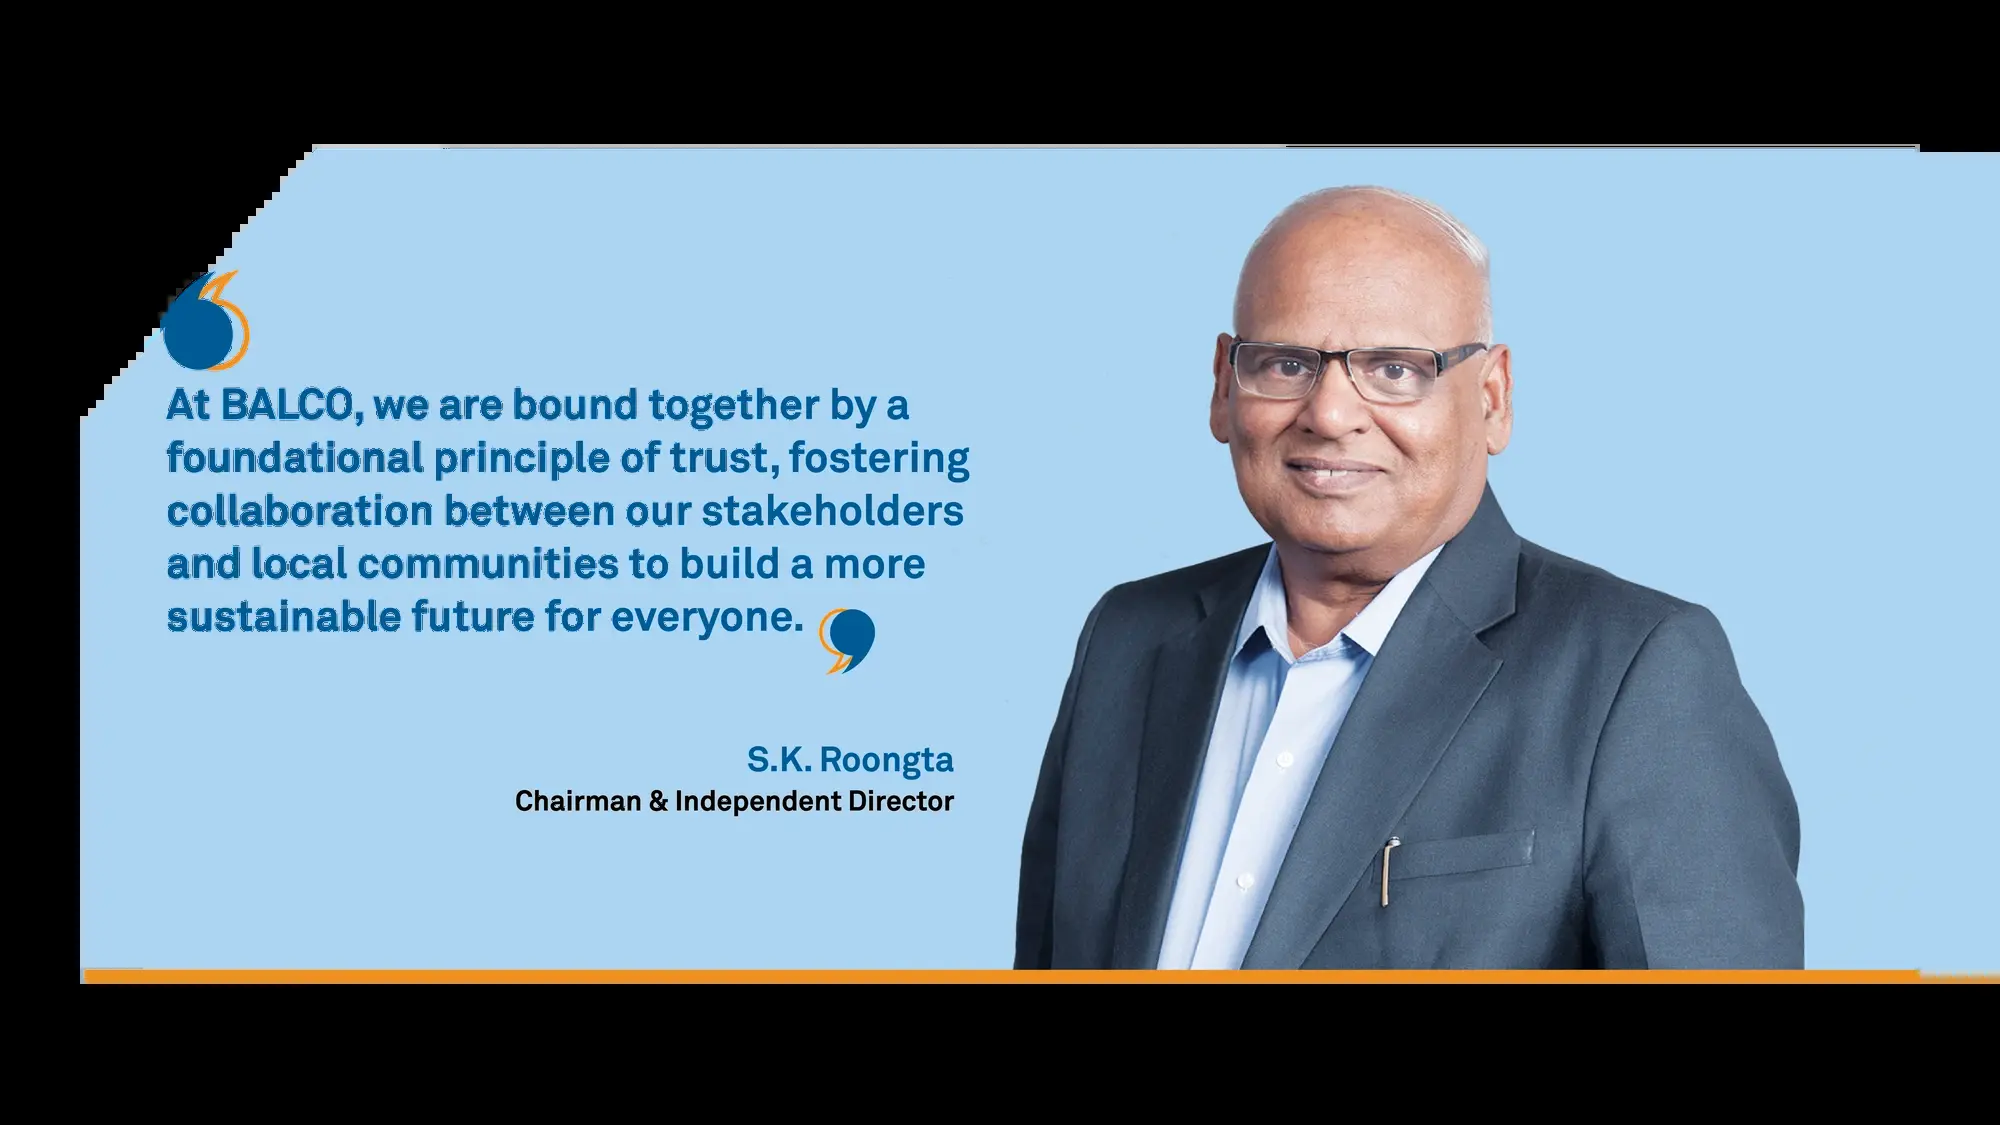 At BALCO, we are bound together by a
foundational principle of trust, fostering
collaboration between our stakeholders
and local communities to build a more
sustainable future for everyone.
S.K. Roongta
Chairman & Independent Director